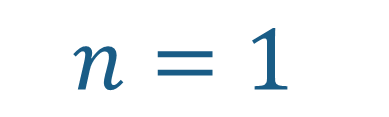 n = 1